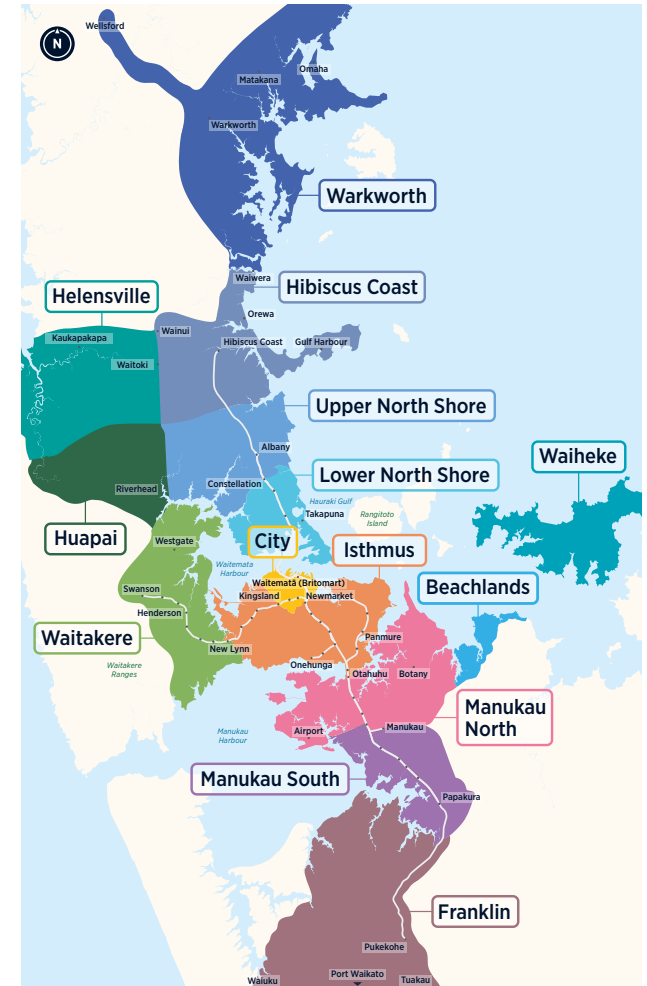 Wellsford
N
Omaha
Matakana
Warkworth
Warkworth
Waiwera
Hibiscus Coast
Helensville
Orewa
Wainui
Kaukapakapa
Hibiscus Coast
Gulf Harbour
Waitoki
Upper North Shore
Albany
Waiheke
Lower North Shore
Constellation
Riverhead
Hauraki Gulf
Takapuna
Rangitoto
Island
Huapai
Westgate
City
Isthmus
Waitemata
Harbour
Waitematā (Britomart)
Beachlands
Swanson
Kingsland
Newmarket
Henderson
Waitakere
Panmure
New Lynn
Waitakere
Ranges
Onehunga
Otahuhu
Botany
Manukau
North
Manukau
Harbour
Airport
Manukau
Manukau South
Papakura
Franklin
Pukekohe
Port Waikato
Waiuku
Tuakau